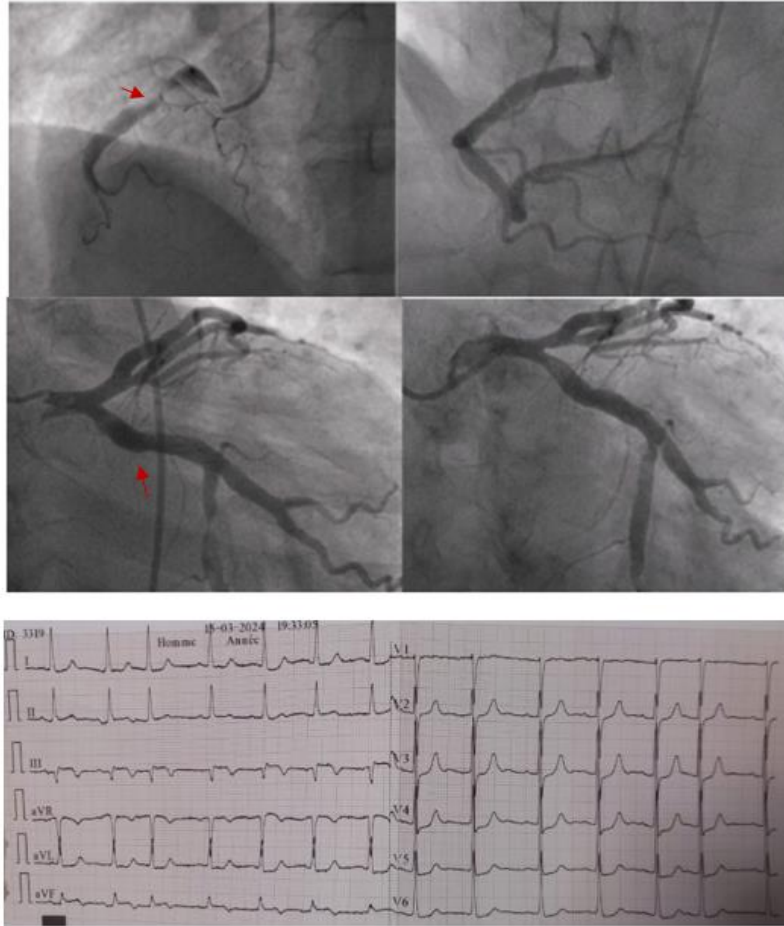 ID 3319 15-03-2024 19:33:05
Homme Année
I V1
II V2
III V3
aVR V4
aVL V5
aVF V6